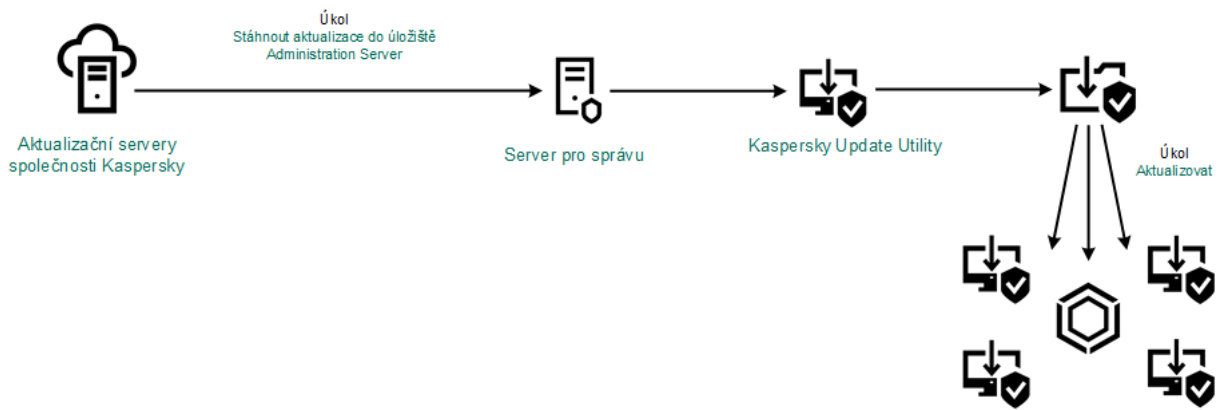 Úkol
Stáhnout aktualizace do úložiště
Administration Server
Aktualizační servery
společnosti Kaspersky
Server pro správu
Kaspersky Update Utility
Úkol
Aktualizovat